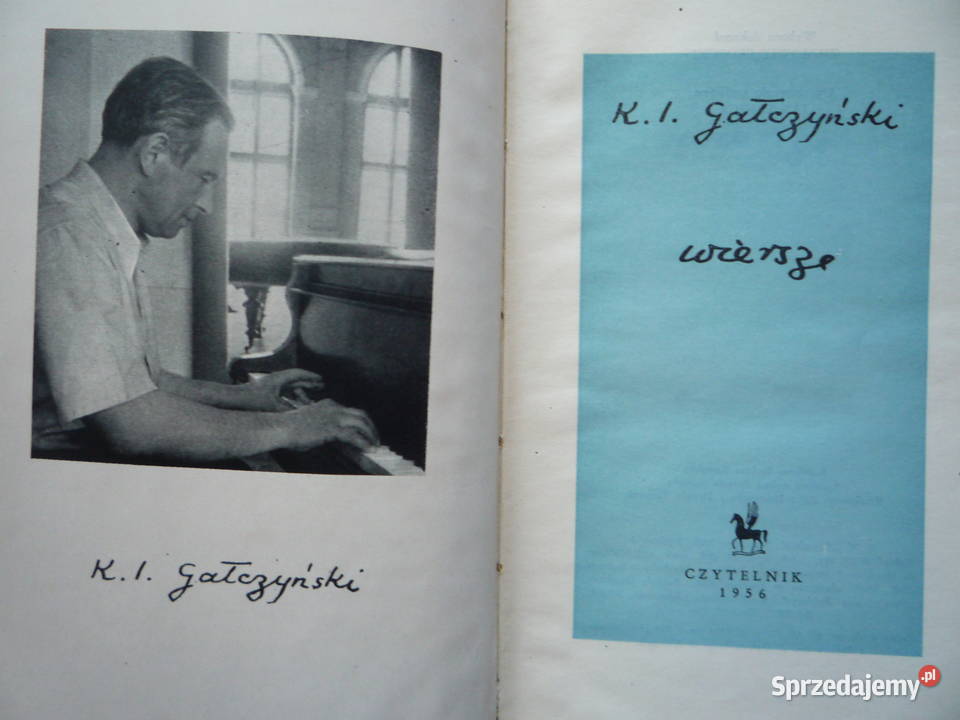 K. I. Gałczyński
K. I. Gałczyński
wiersze
CZYTELNIK
1956
Sprzedajemy.pl